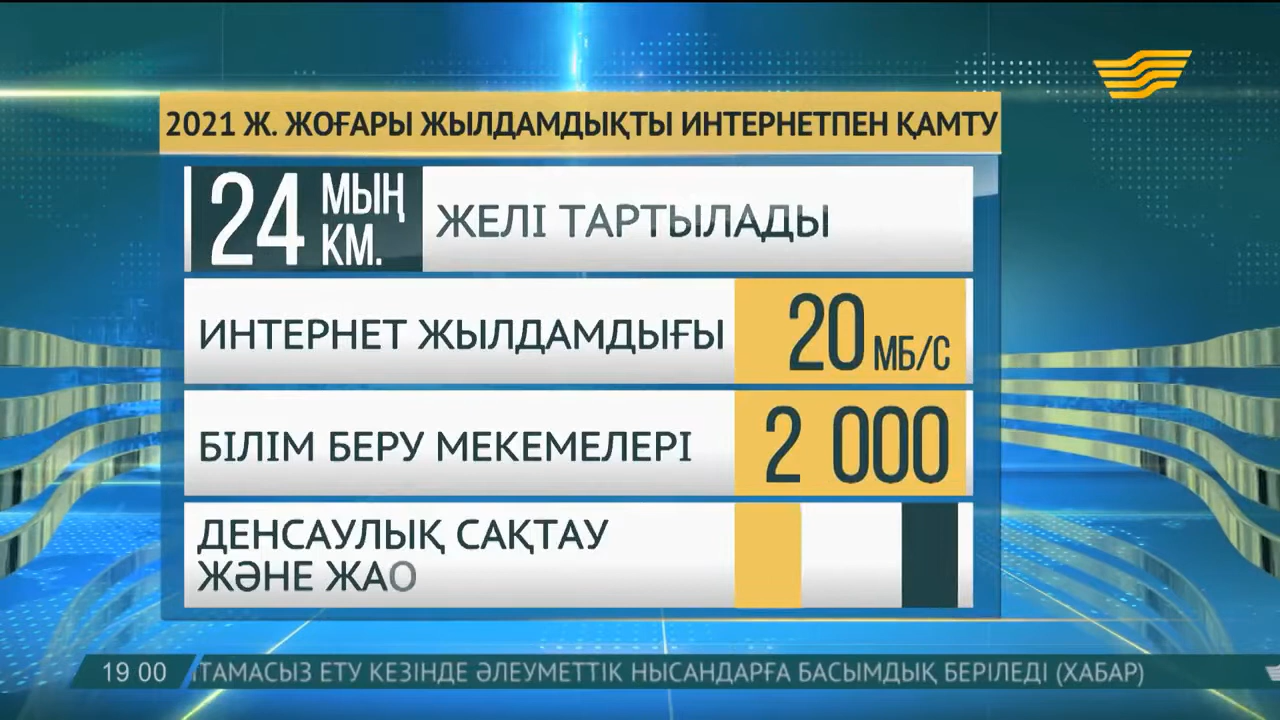 2021 Ж. ЖОҒАРЫ ЖЫЛДАМДЫҚТЫ ИНТЕРНЕТПЕН ҚАМТУ
24 МЫҢ КМ. ЖЕЛІ ТАРТЫЛАДЫ
ИНТЕРНЕТ ЖЫЛДАМДЫҒЫ 20 МБ/С
БІЛІМ БЕРУ МЕКЕМЕЛЕРІ 2 000
ДЕНСАУЛЫҚ САҚТАУ
ЖӘНЕ ЖАО
19 00 ІТАМАСЫЗ ЕТУ КЕЗІНДЕ ӘЛЕУМЕТТІК НЫСАНДАРҒА БАСЫМДЫҚ БЕРІЛЕДІ (ХАБАР)